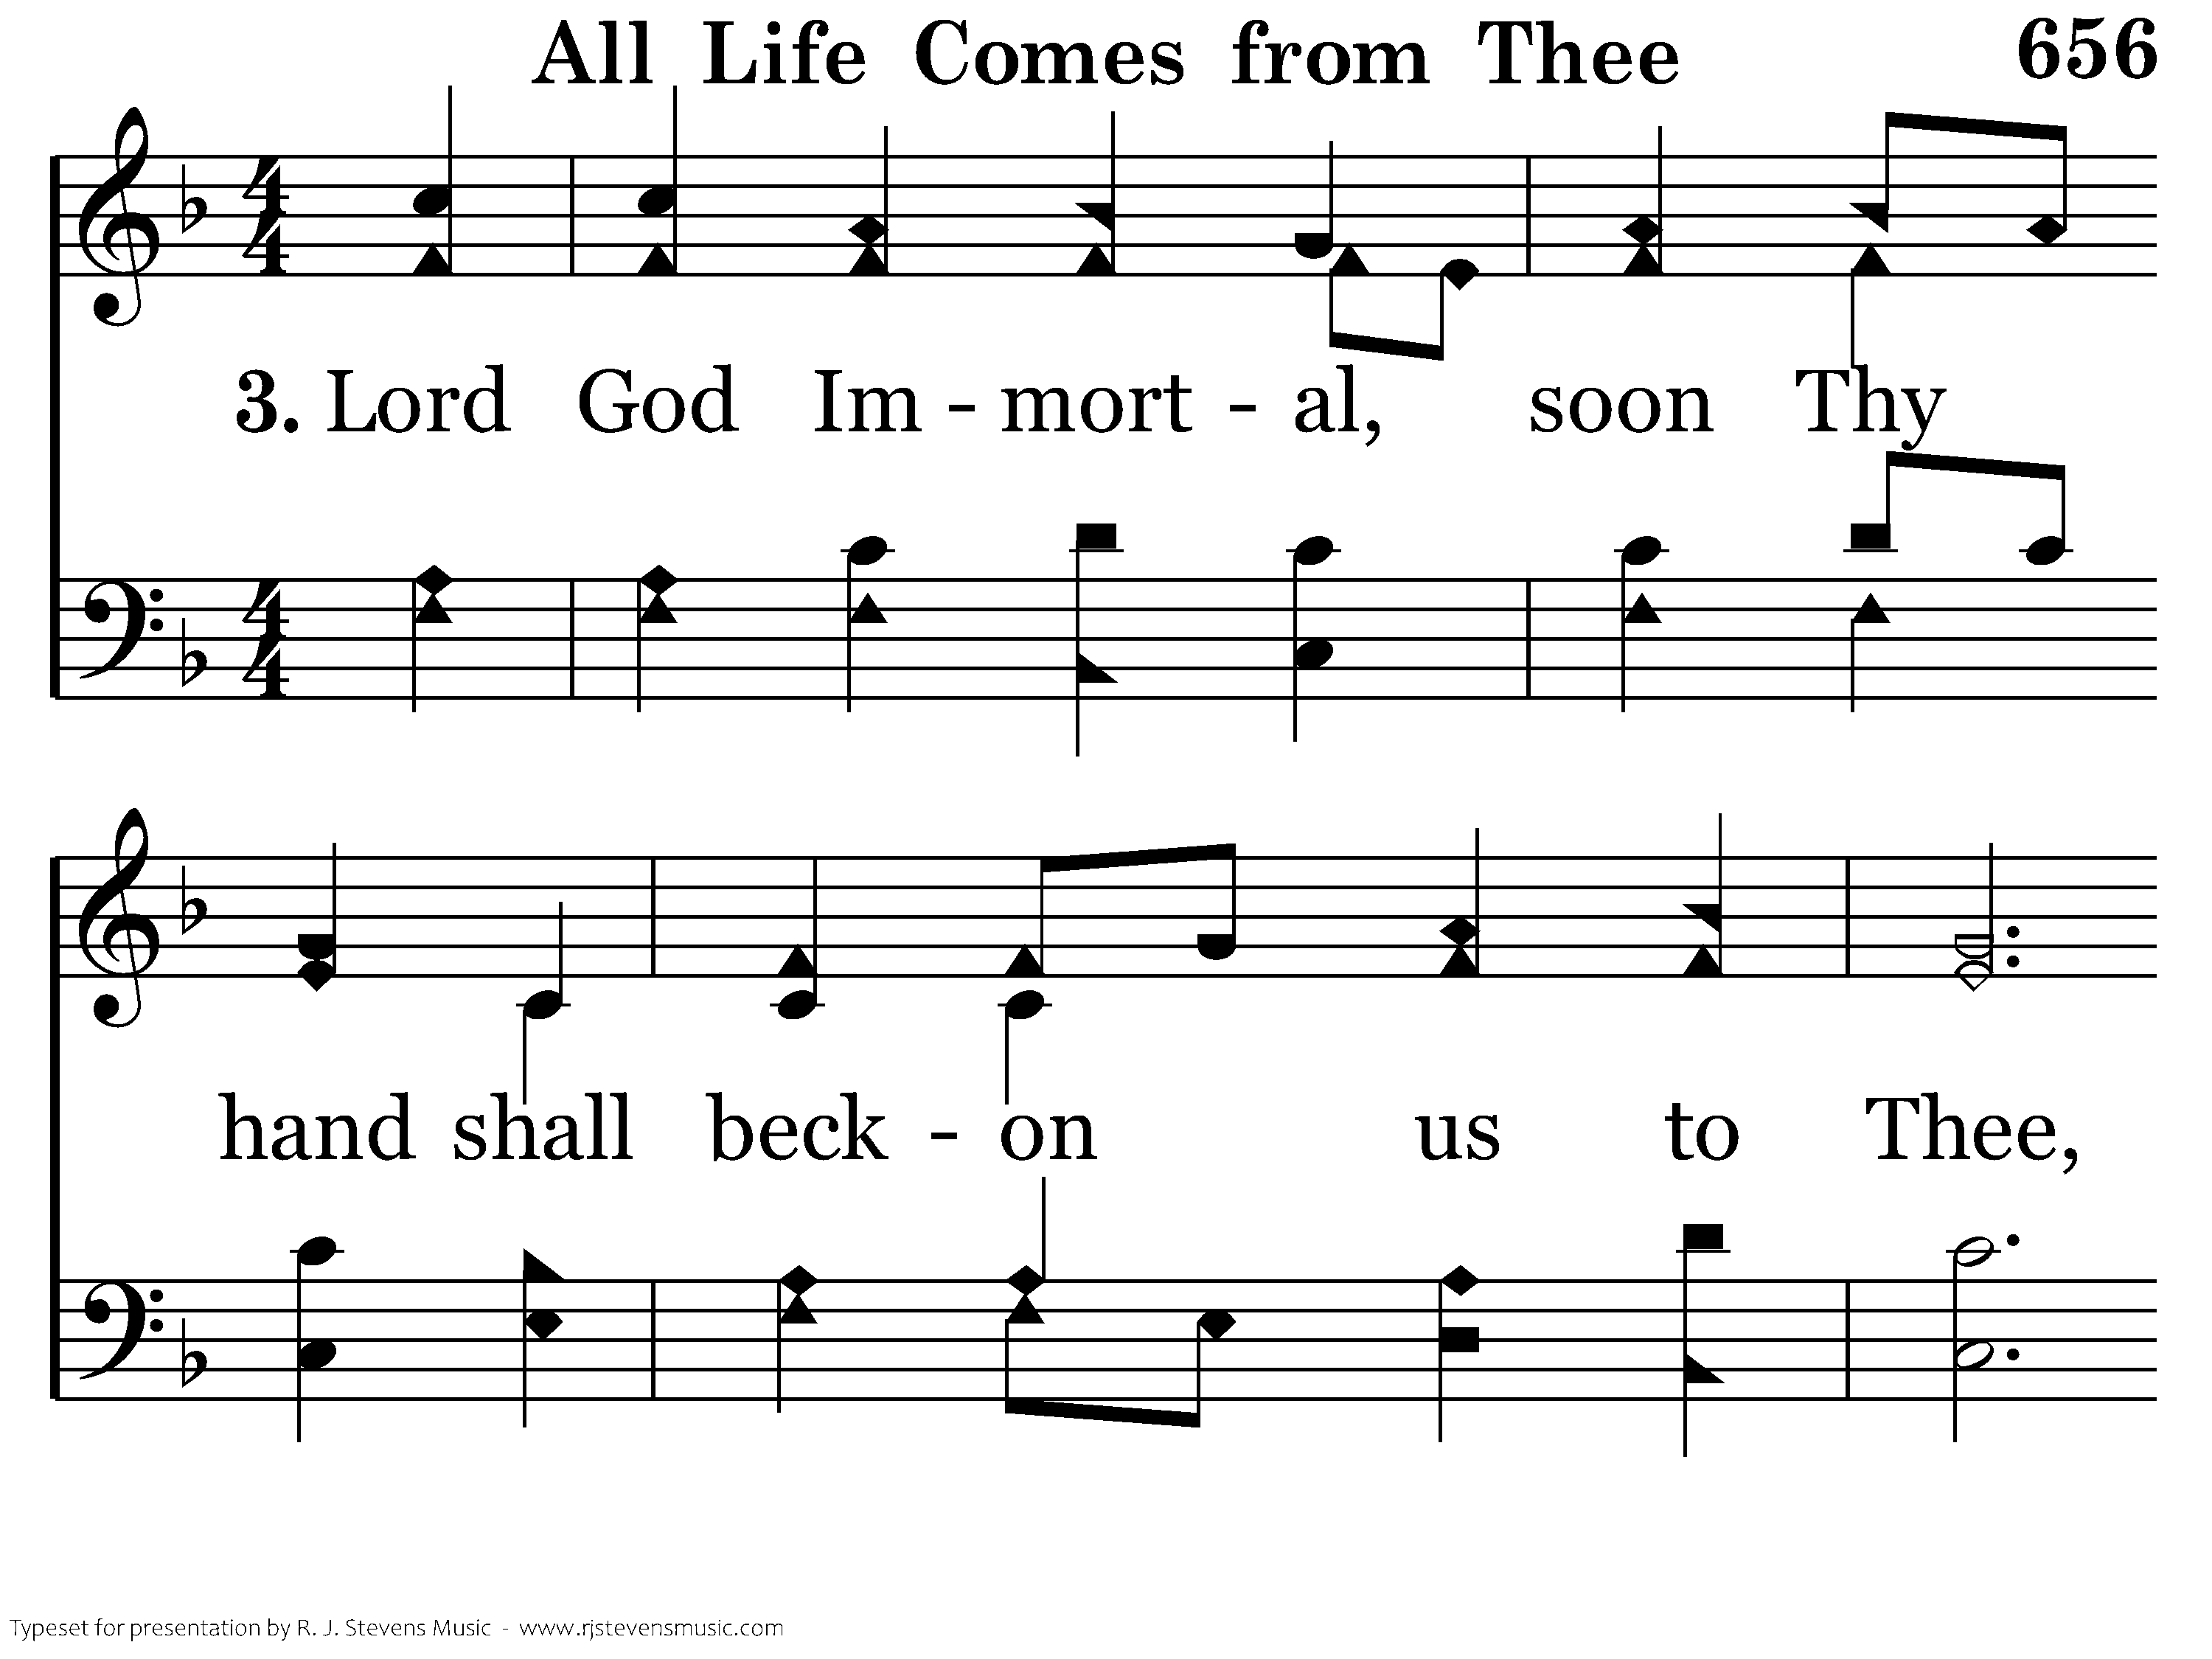 All Life Comes from Thee 656
3. Lord God Im - mort - al, soon Thy
hand shall beck - on us to Thee,
Typeset for presentation by R. J. Stevens Music - www.rjstevensmusic.com